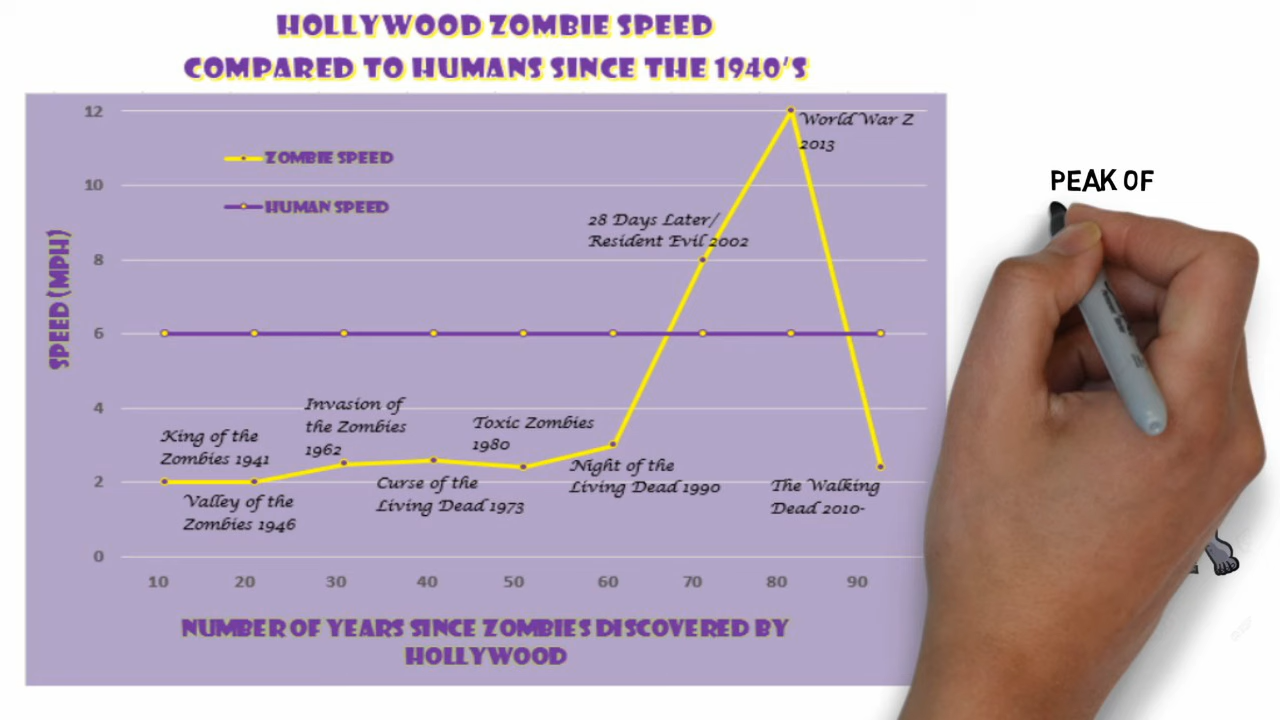 HOLLYWOOD ZOMBIE SPEED
COMPARED TO HUMANS SINCE THE 1940'S
12
10
8
6
4
2
0
SPEED (MPH)
ZOMBIE SPEED
HUMAN SPEED
World War Z
2013
28 Days Later/
Resident Evil 2002
King of the
Zombies 1941
Valley of the
Zombies 1946
Invasion of
the Zombies
1962
Curse of the
Living Dead 1973
Toxic Zombies
1980
Night of the
Living Dead 1990
The Walking
Dead 2010-
10 20 30 40 50 60 70 80 90
NUMBER OF YEARS SINCE ZOMBIES DISCOVERED BY
HOLLYWOOD
PEAK OF